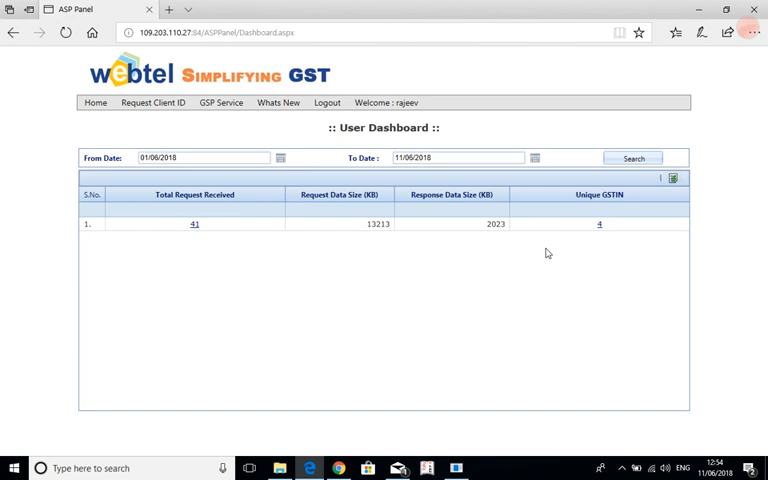 ASP Panel
109.203.110.27:84/ASPPanel/Dashboard.aspx
webtel SIMPLIFYING GST
Home Request Client ID GSP Service Whats New Logout Welcome : rajeev
:: User Dashboard ::
From Date: 01/06/2018 To Date : 11/06/2018 Search
S.No. Total Request Received Request Data Size (KB) Response Data Size (KB) Unique GSTIN
1. 41 13213 2023 4
Type here to search
ENG
12:54
11/06/2018
2